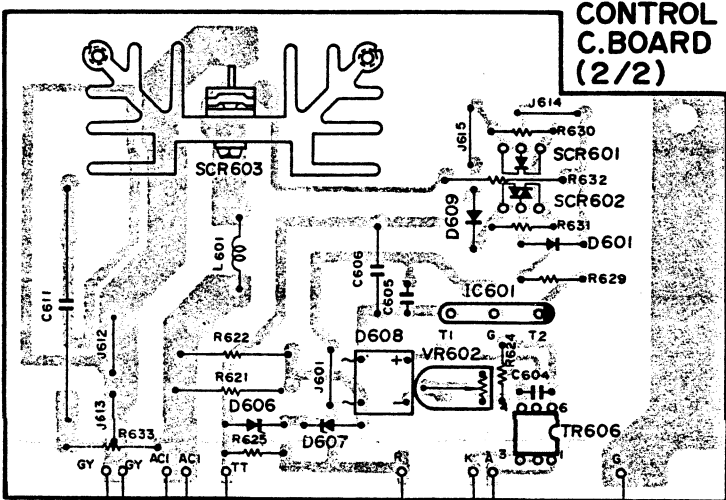 CONTROL
C.BOARD
(2/2)
J614
J615
R630
SCR601
SCR603
R632
SCR602
D609
R631
D601
L601
C606
C605
R629
C611
IC601
T1 G T2
J612
R622
D608
VR602
R624
R621
J601
C604
J613
D606
R633
R625
D607
TR606
6
3
1
GY GY AC1 AC1 TT
R K A
G